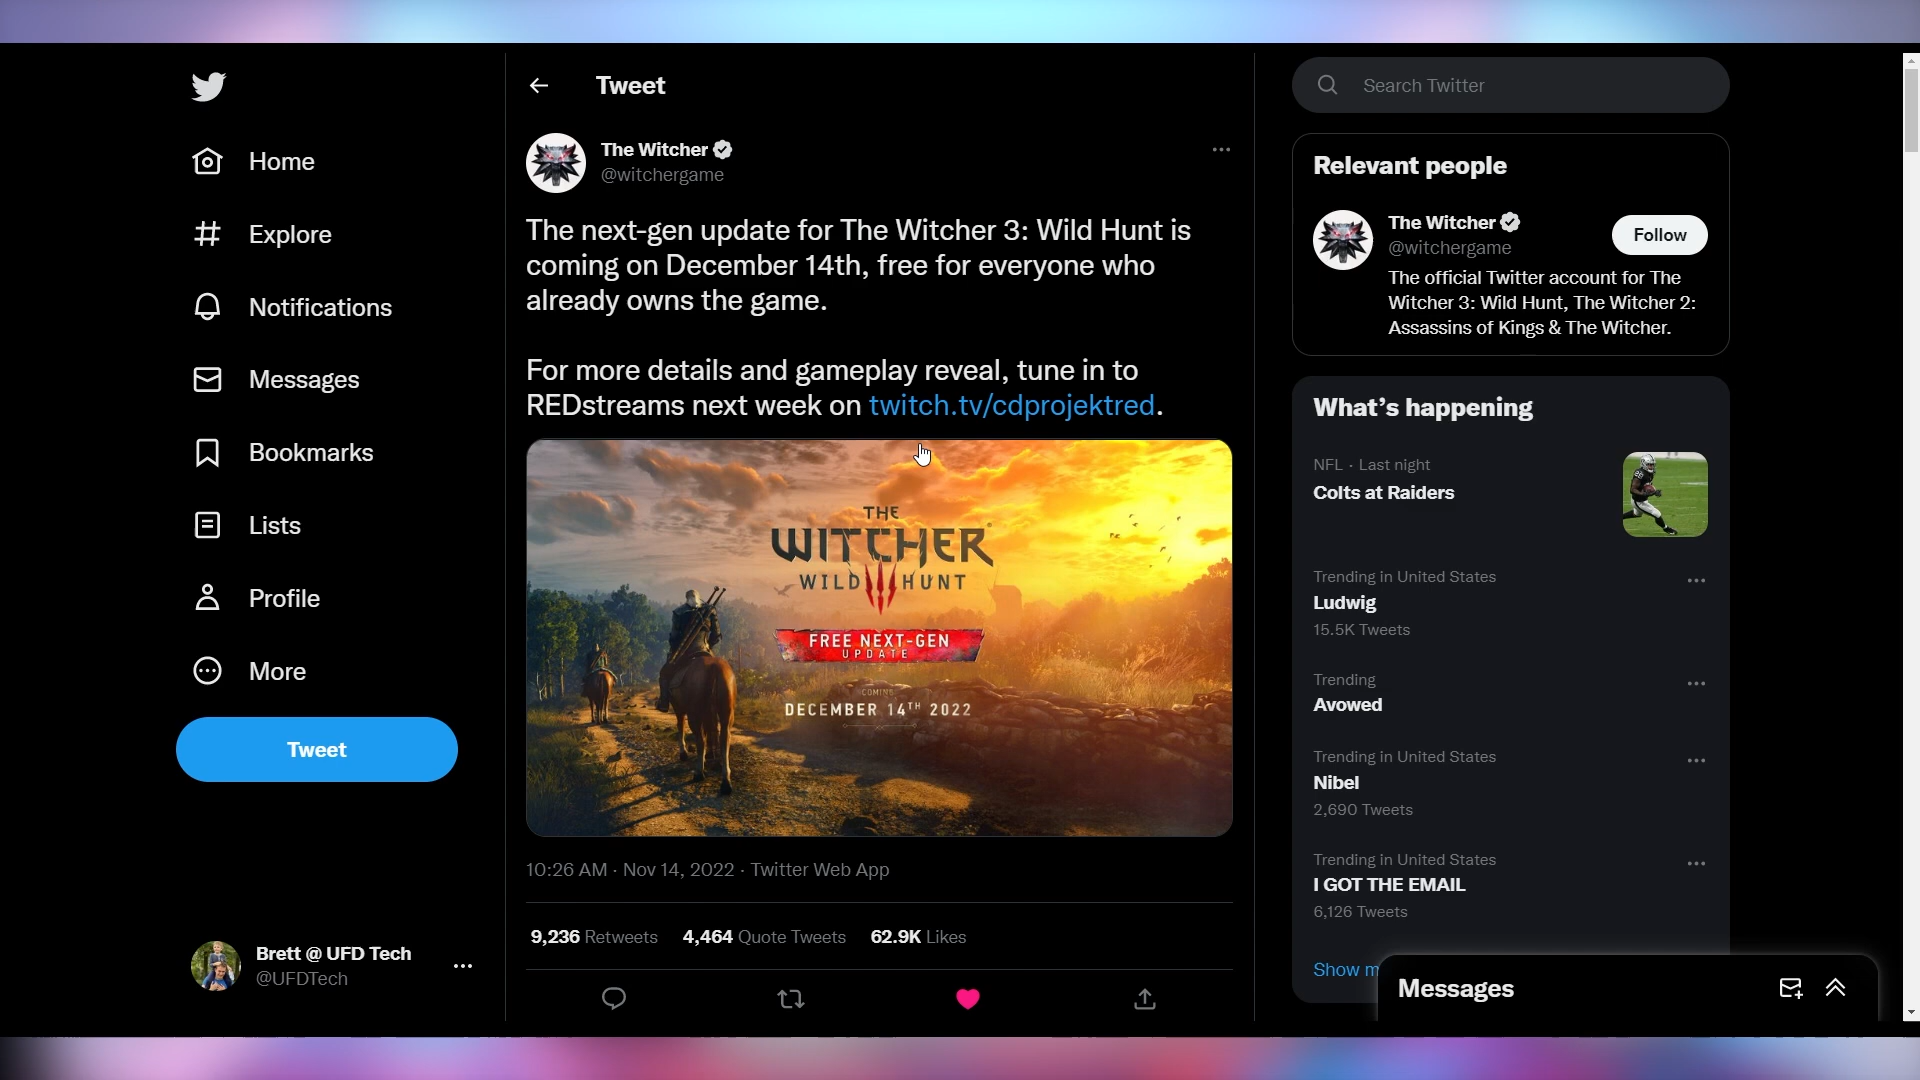 Home
Explore
Notifications
Messages
Bookmarks
Lists
Profile
More
Tweet
Brett @ UFD Tech
@UFDTech
Tweet
The Witcher
@witchergame
The next-gen update for The Witcher 3: Wild Hunt is
coming on December 14th, free for everyone who
already owns the game.
For more details and gameplay reveal, tune in to
REDstreams next week on twitch.tv/cdprojektred.
THE
WITCHER
WILD HUNT
FREE NEXT-GEN
UPDATE
COMING
DECEMBER 14TH 2022
10:26 AM · Nov 14, 2022 · Twitter Web App
9,236 Retweets 4,464 Quote Tweets 62.9K Likes
Search Twitter
Relevant people
The Witcher
@witchergame
Follow
The official Twitter account for The
Witcher 3: Wild Hunt, The Witcher 2:
Assassins of Kings & The Witcher.
What's happening
NFL · Last night
Colts at Raiders
Trending in United States
Ludwig
15.5K Tweets
Trending
Avowed
Trending in United States
Nibel
2,690 Tweets
Trending in United States
I GOT THE EMAIL
6,126 Tweets
Show m
Messages